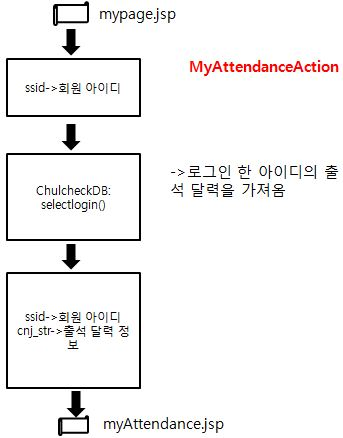 mypage.jsp
MyAttendanceAction
ssid->회원 아이디
ChulcheckDB:
selectlogin()
->로그인 한 아이디의 출
석 달력을 가져옴
ssid->회원 아이디
cnj_str->출석 달력 정
보
myAttendance.jsp